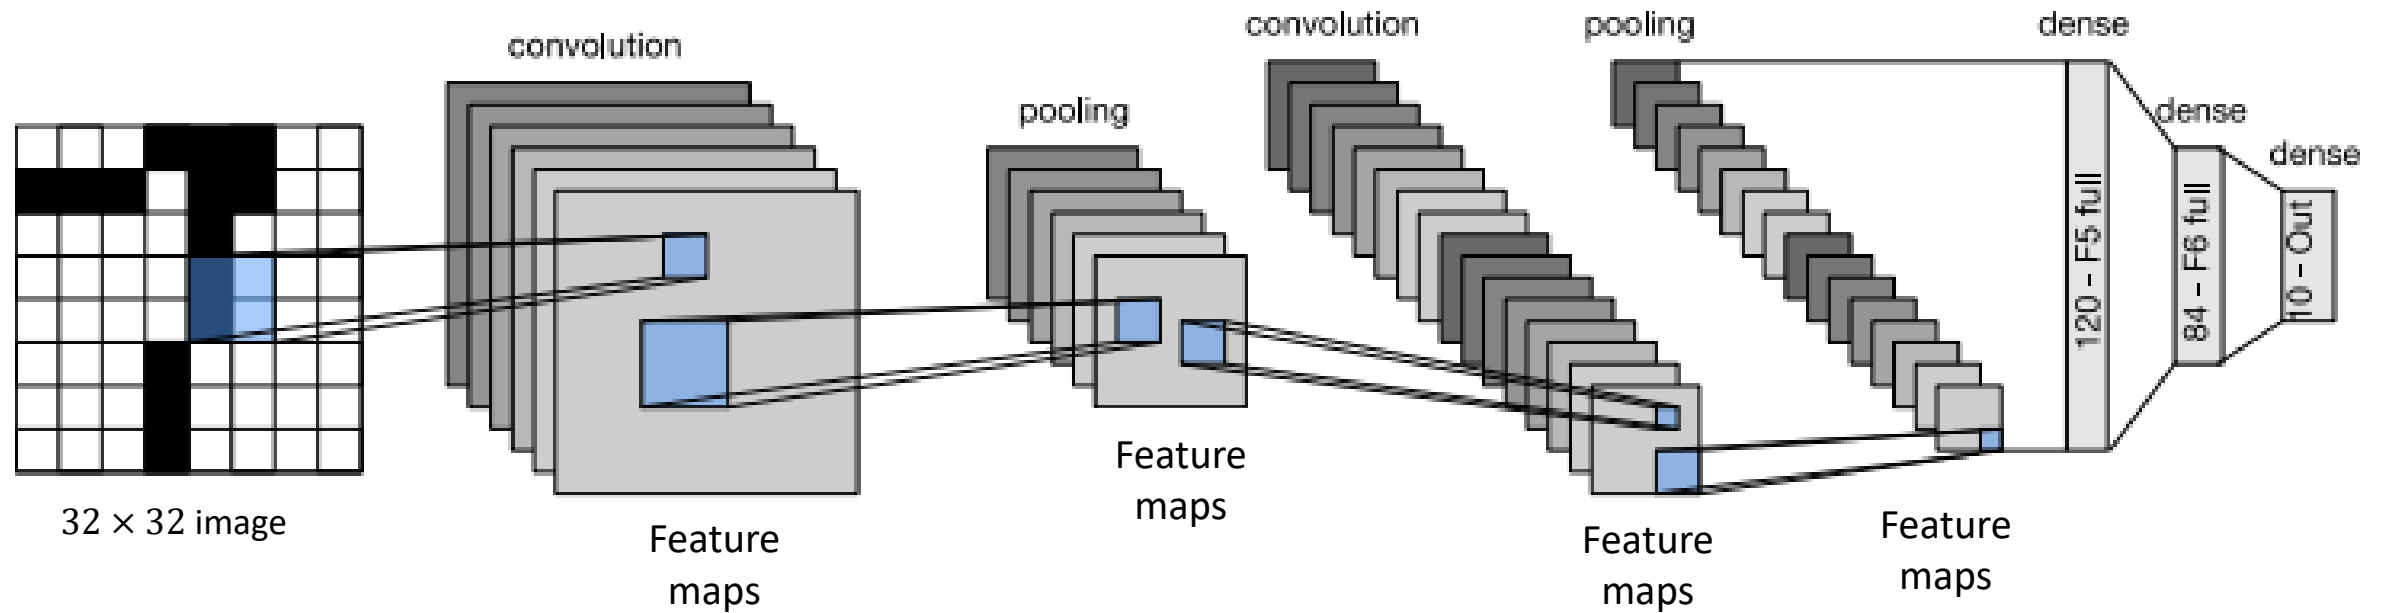 convolution
pooling
convolution
pooling
dense
dense
dense
120 - F5 full
84 - F6 full
10 - Out
32 × 32 image
Feature
maps
Feature
maps
Feature
maps
Feature
maps